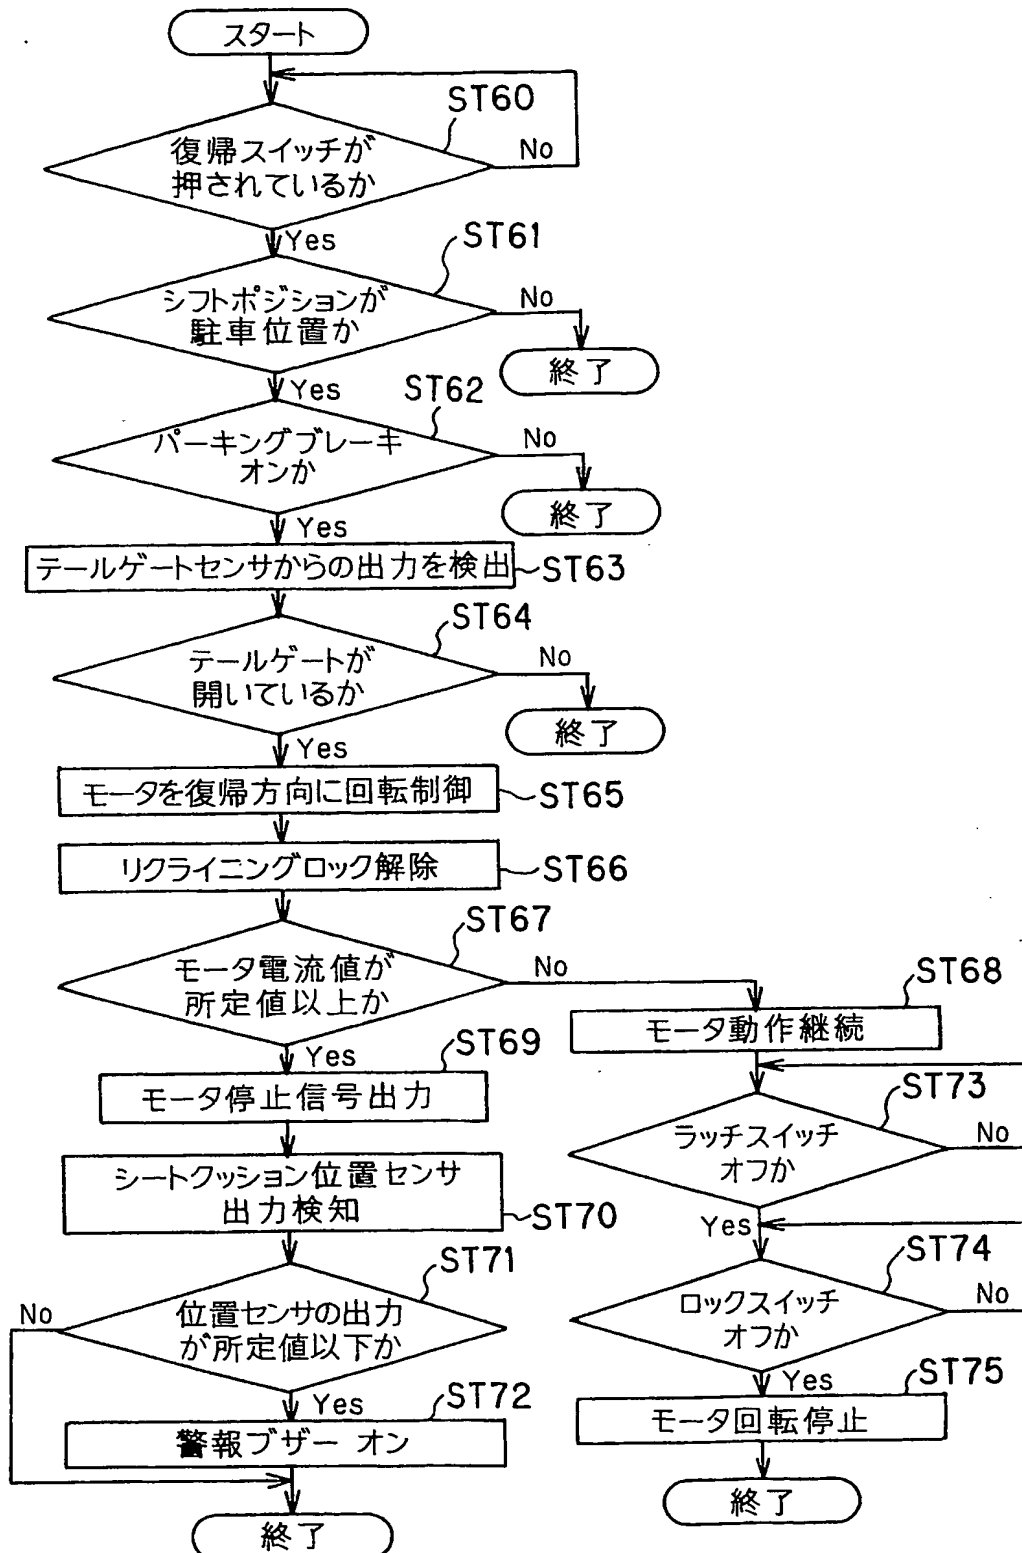 スタート
ST60
復帰スイッチが
押されているか
No
Yes
ST61
シフトポジションが
駐車位置か
No
終了
Yes
ST62
パーキングブレーキ
オンか
No
終了
Yes
テールゲートセンサからの出力を検出
ST63
ST64
テールゲートが
開いているか
No
終了
Yes
モータを復帰方向に回転制御
ST65
リクライニングロック解除
ST66
ST67
モータ電流値が
所定値以上か
No
Yes
ST69
モータ停止信号出力
シートクッション位置センサ
出力検知
ST70
ST71
位置センサの出力
が所定値以下か
No
Yes
ST72
警報ブザー オン
終了
ST68
モータ動作継続
ST73
ラッチスイッチ
オフか
No
Yes
ST74
ロックスイッチ
オフか
No
Yes
ST75
モータ回転停止
終了